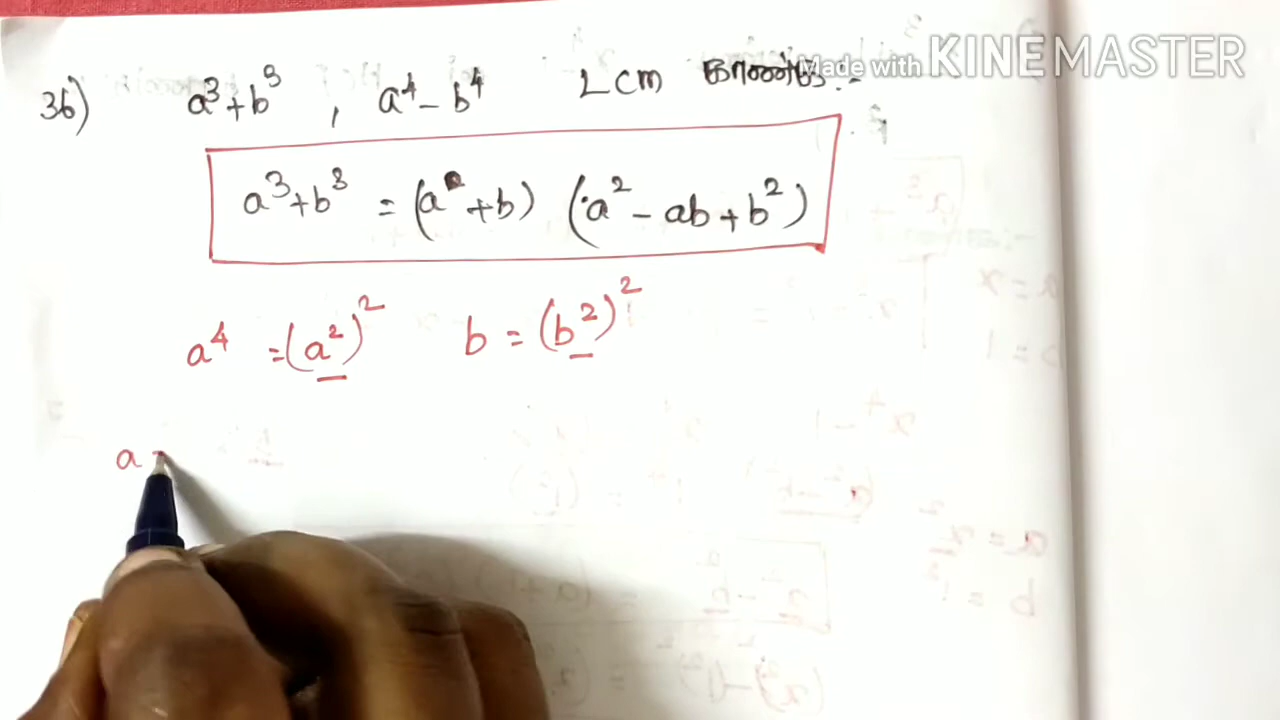 Made with KINEMASTER
36) a³+b³ , a⁴-b⁴ LCM காண்க :-
a³+b³ = (a +b) (a²-ab+b²)
a⁴ =(a²)² b = (b²)²
a